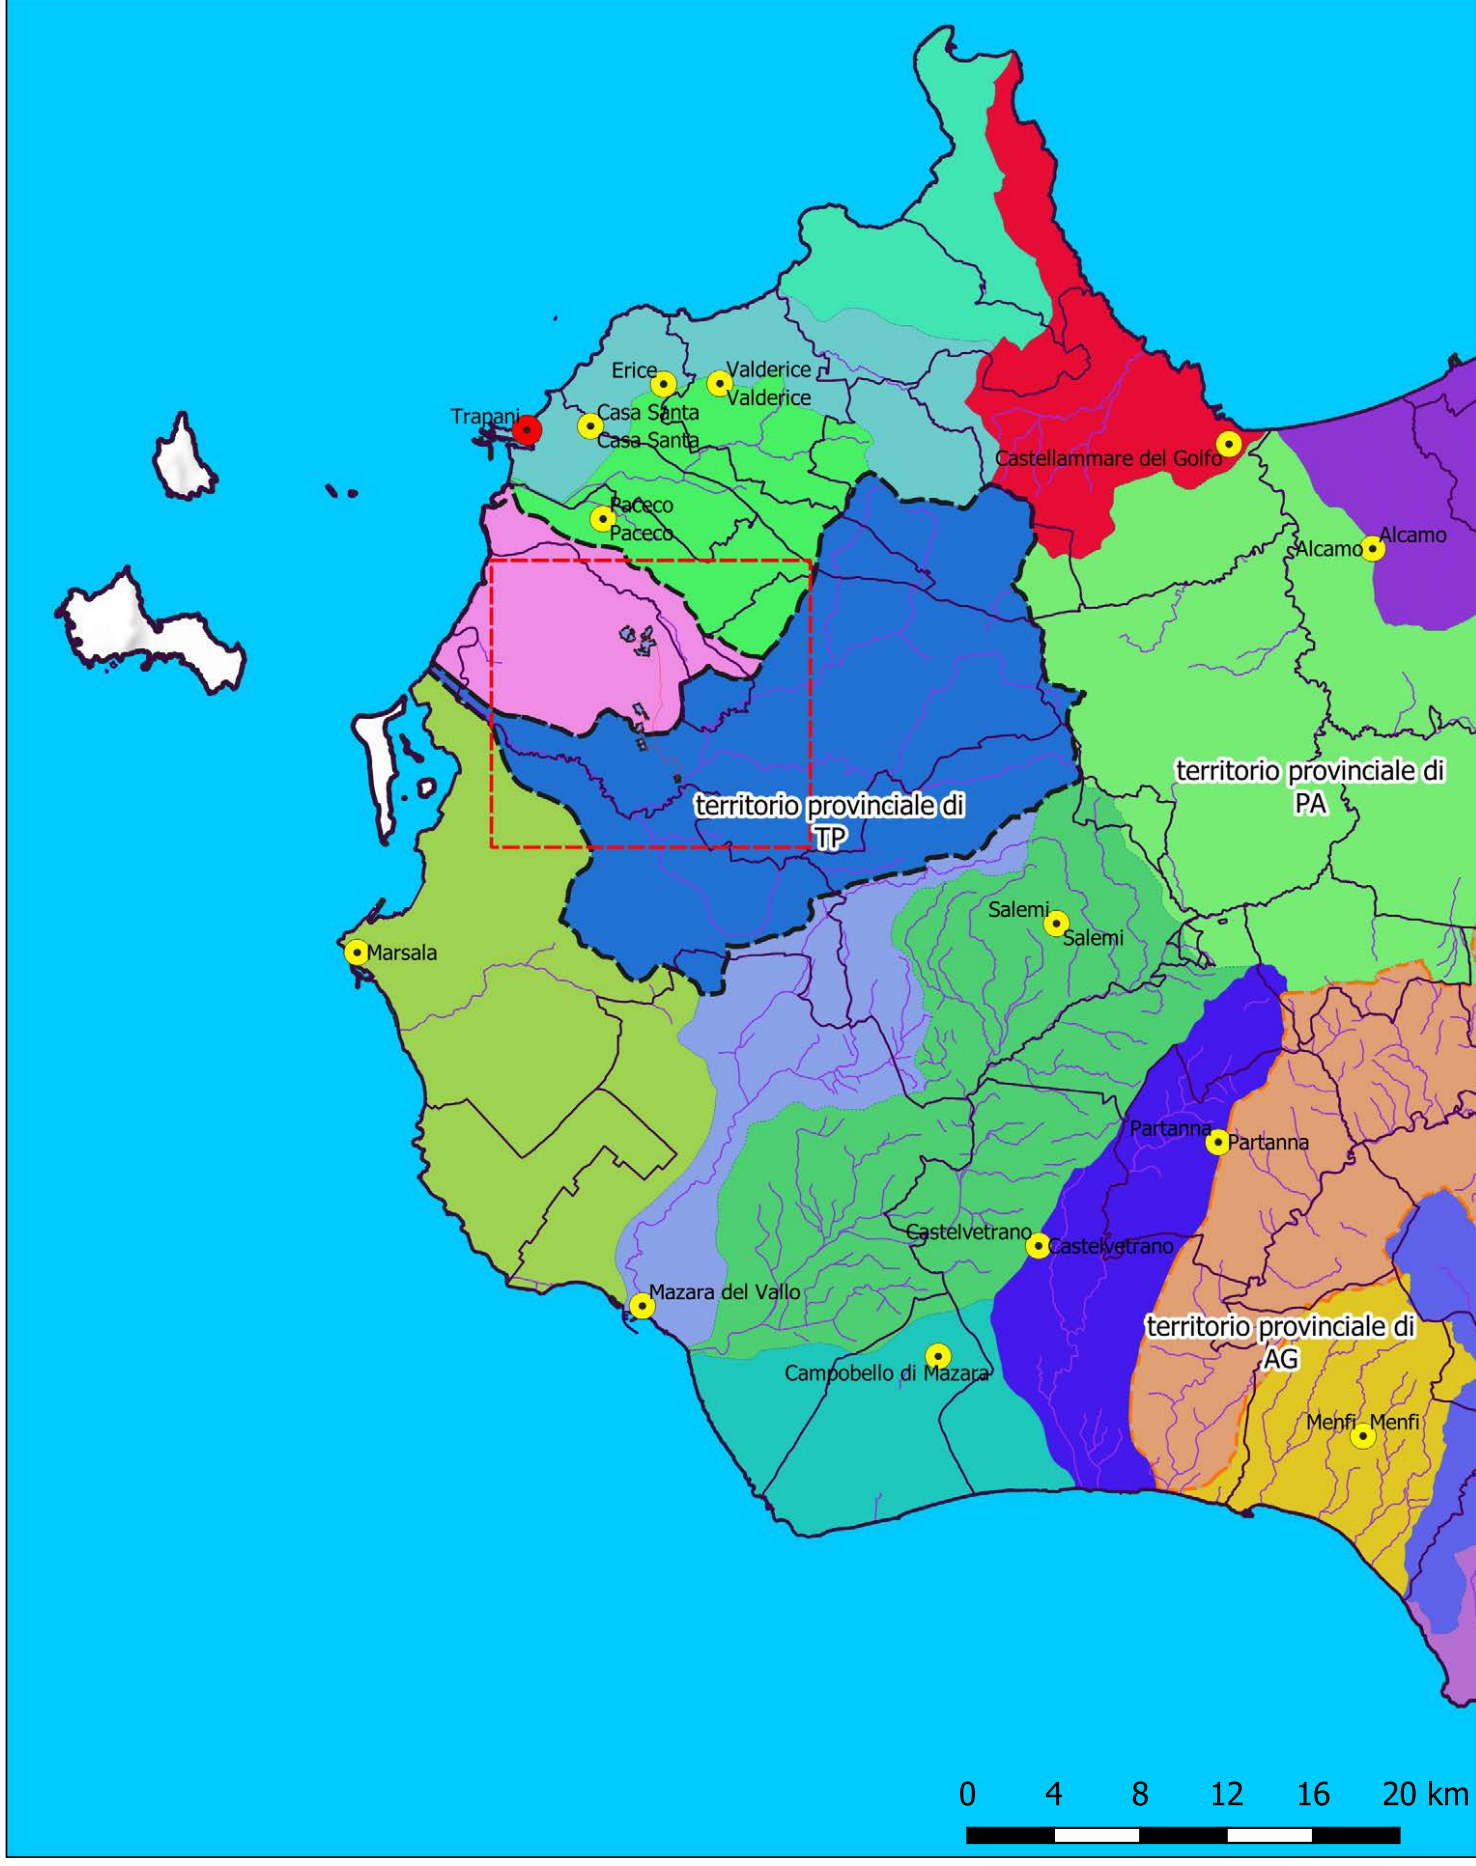 Erice
Valderice
Valderice
Trapani
Casa Santa
Casa Santa
Castellammare del Golfo
Paceco
Paceco
Alcamo
Alcamo
territorio provinciale di
PA
territorio provinciale di
TP
Salemi
Salemi
Marsala
Partanna
Partanna
Castelvetrano
Castelvetrano
Mazara del Vallo
territorio provinciale di
AG
Campobello di Mazara
Menfi
Menfi
0 4 8 12 16 20 km